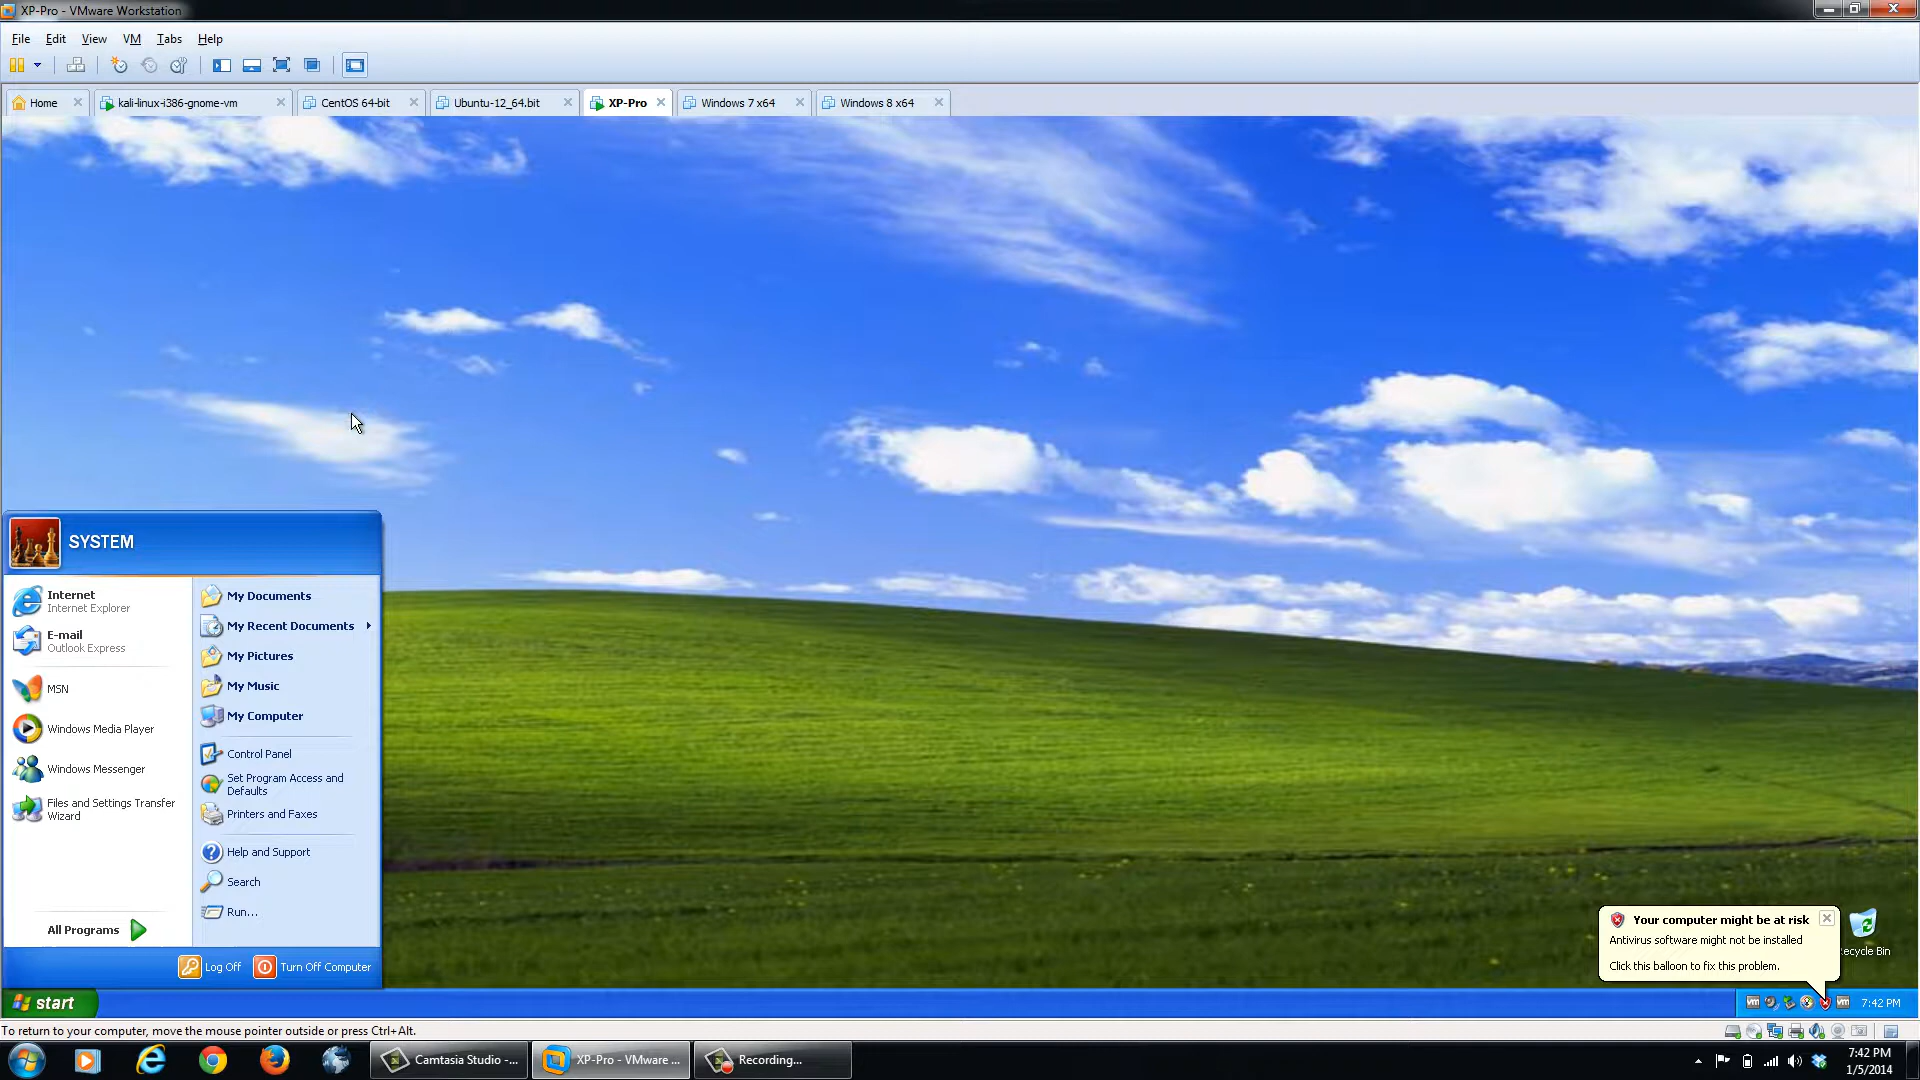 XP-Pro - VMware Workstation
File Edit View VM Tabs Help
Home kali-linux-i386-gnome-vm CentOS 64-bit Ubuntu-12_64.bit XP-Pro Windows 7 x64 Windows 8 x64
SYSTEM
Internet
Internet Explorer
E-mail
Outlook Express
MSN
Windows Media Player
Windows Messenger
Files and Settings Transfer
Wizard
All Programs
My Documents
My Recent Documents
My Pictures
My Music
My Computer
Control Panel
Set Program Access and
Defaults
Printers and Faxes
Help and Support
Search
Run...
Log Off Turn Off Computer
Your computer might be at risk
Antivirus software might not be installed
Click this balloon to fix this problem.
ecycle Bin
start
7:42 PM
To return to your computer, move the mouse pointer outside or press Ctrl+Alt.
Camtasia Studio -... XP-Pro - VMware ... Recording...
7:42 PM
1/5/2014